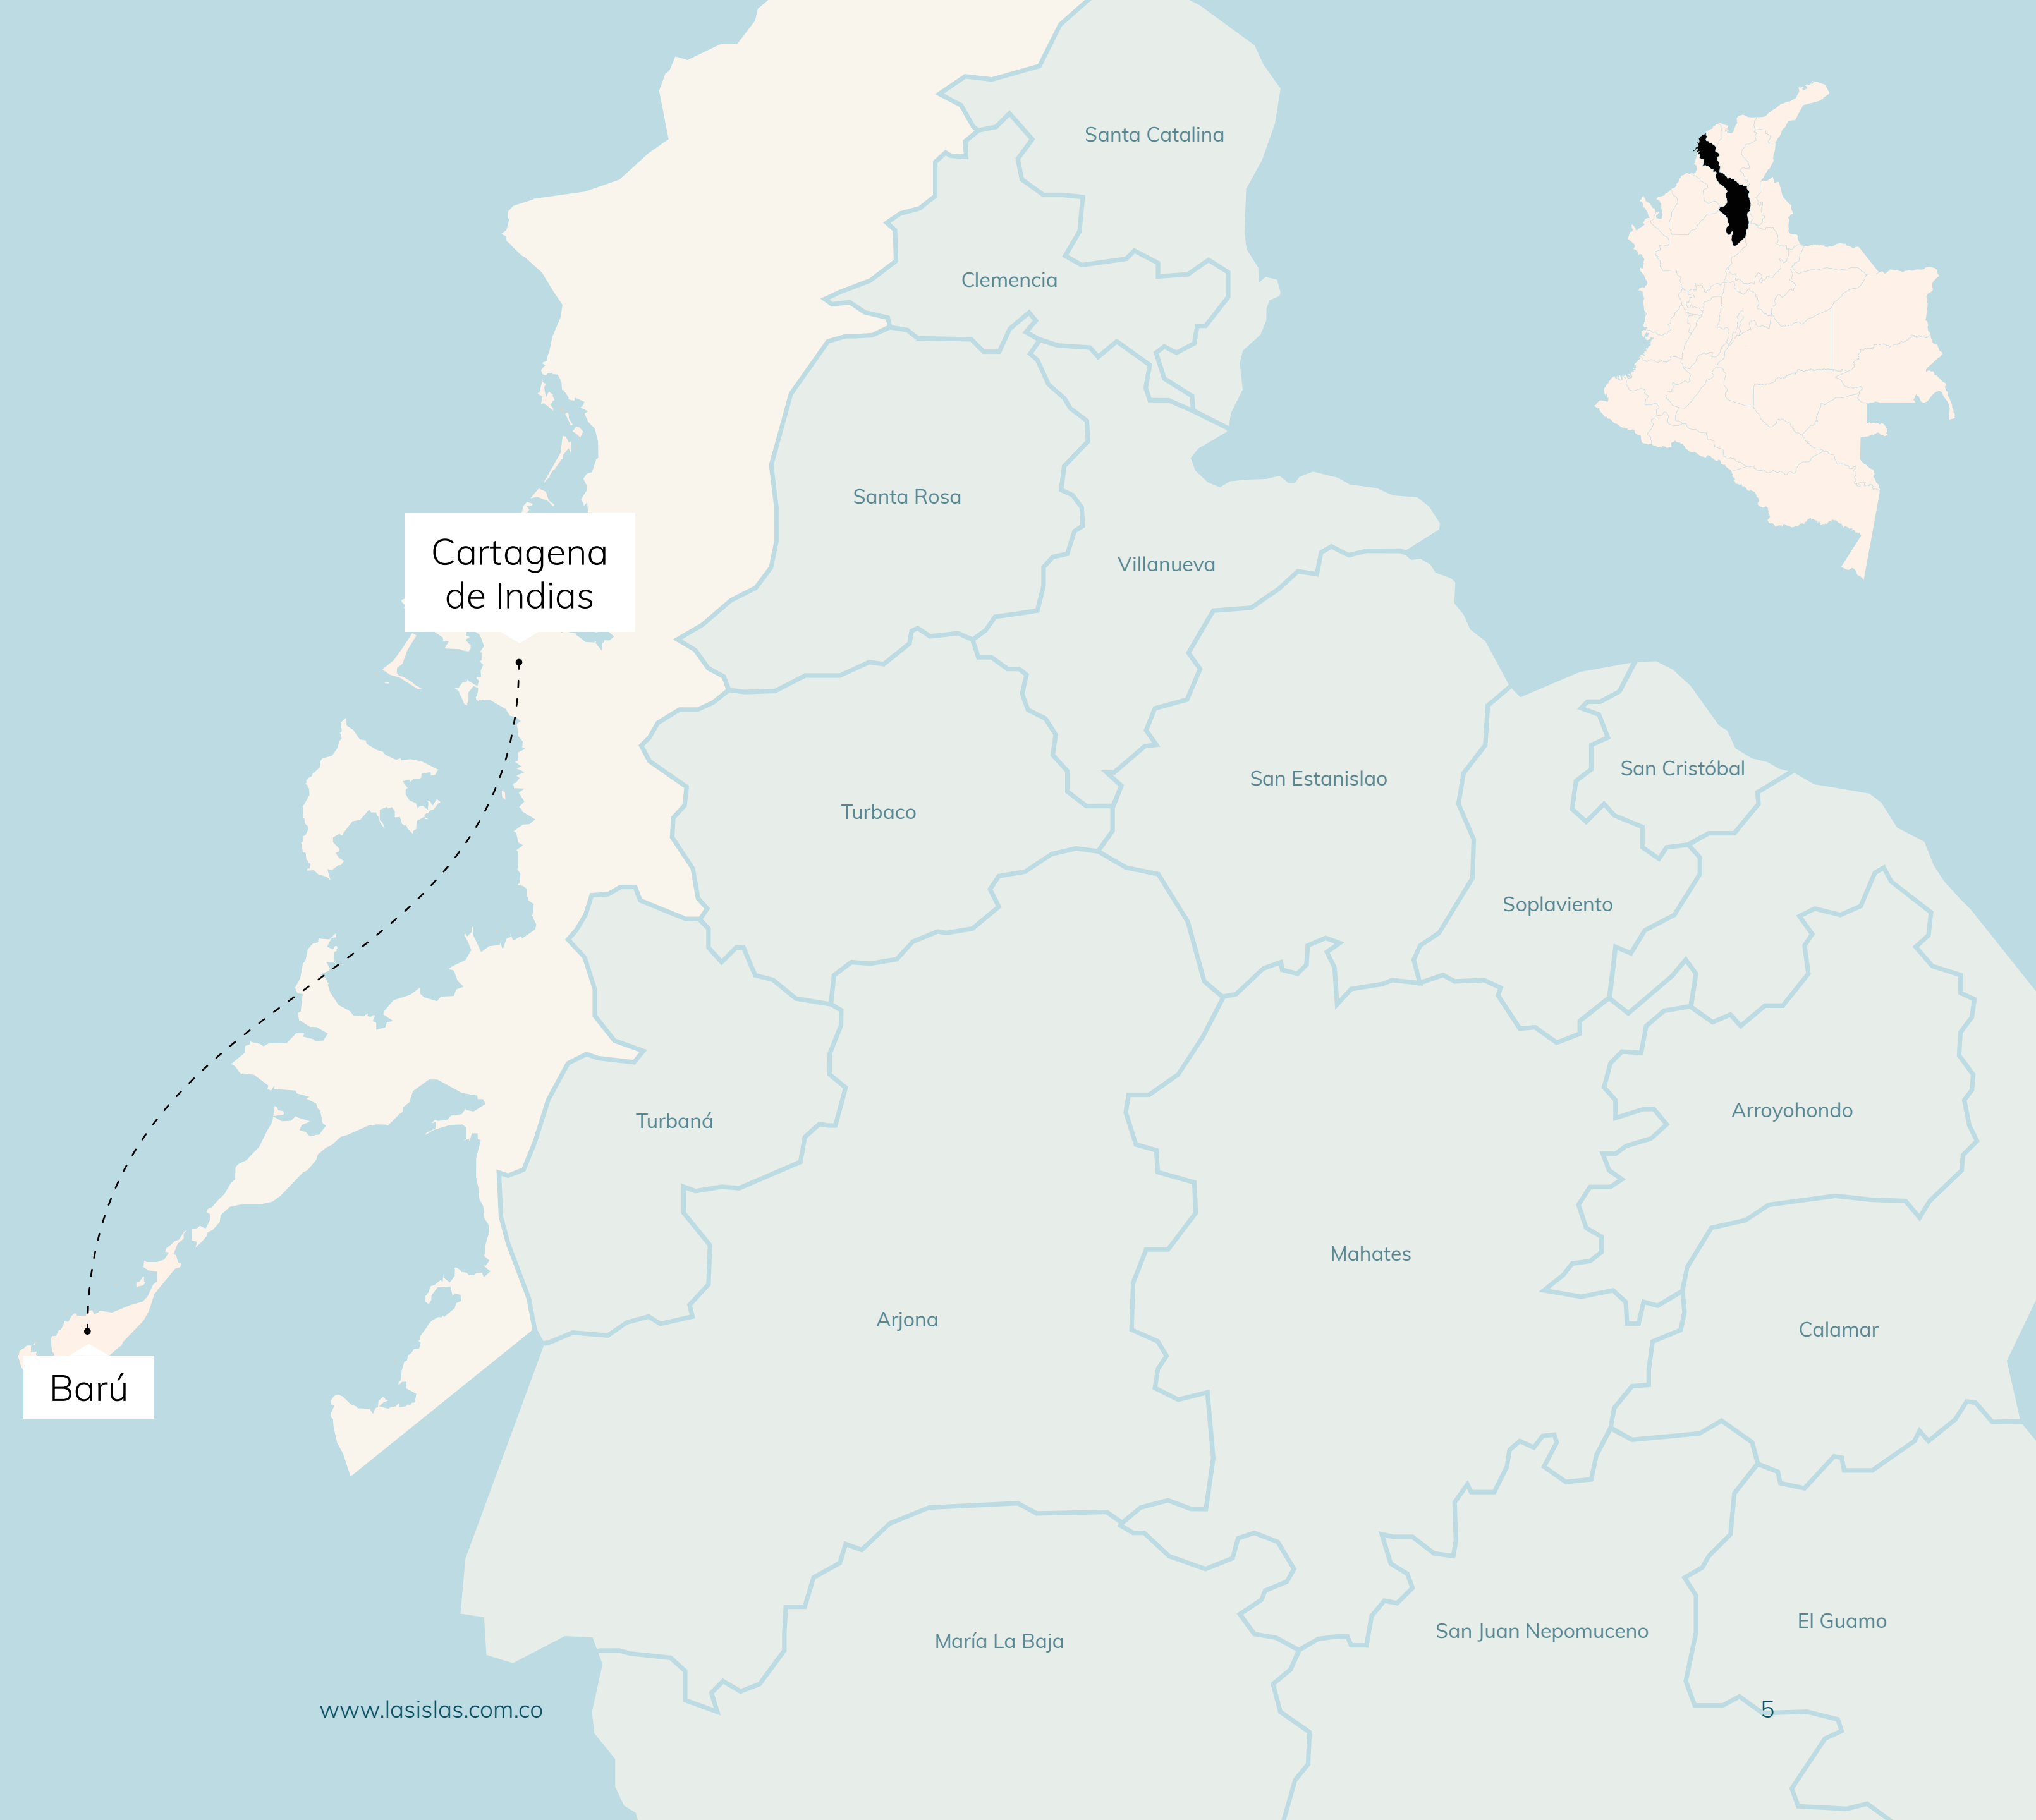 Santa Catalina
Clemencia
Santa Rosa
Cartagena
de Indias
Villanueva
San Cristóbal
San Estanislao
Turbaco
Soplaviento
Arroyohondo
Turbaná
Mahates
Arjona
Calamar
Barú
El Guamo
San Juan Nepomuceno
María La Baja
www.lasislas.com.co
5